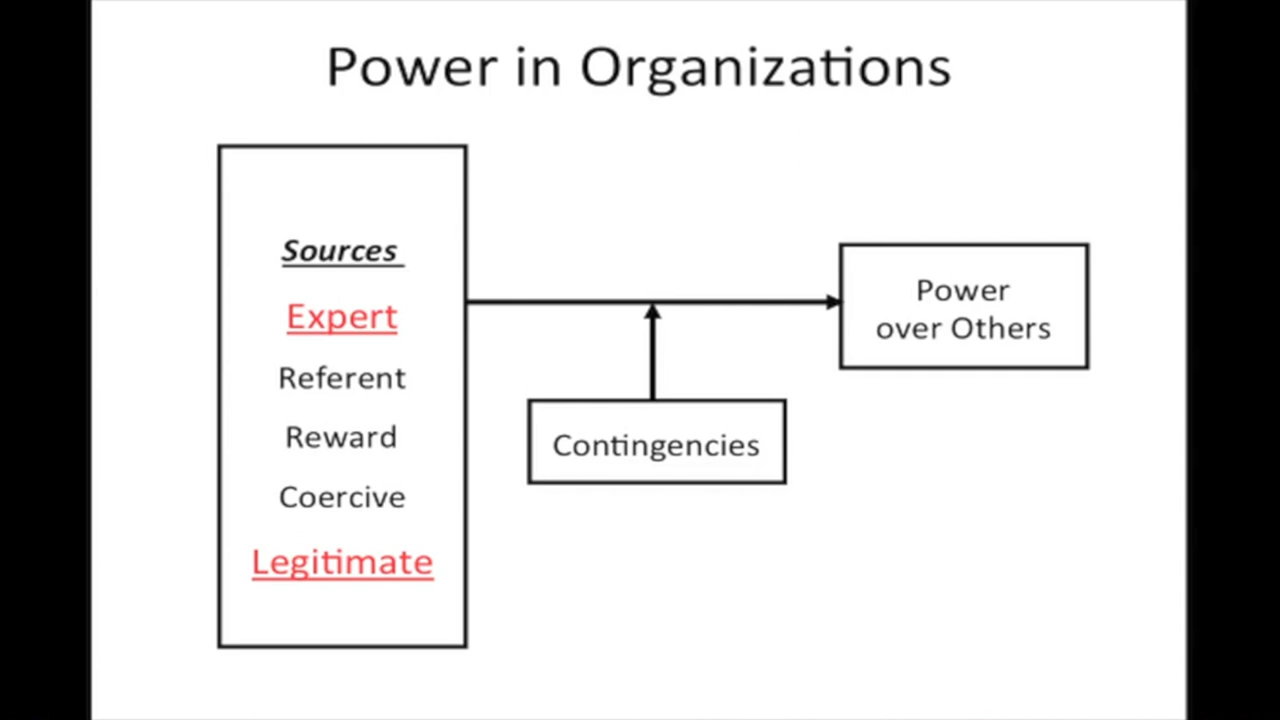 Power in Organizations
Sources
Expert
Referent
Reward
Coercive
Legitimate
Contingencies
Power
over Others